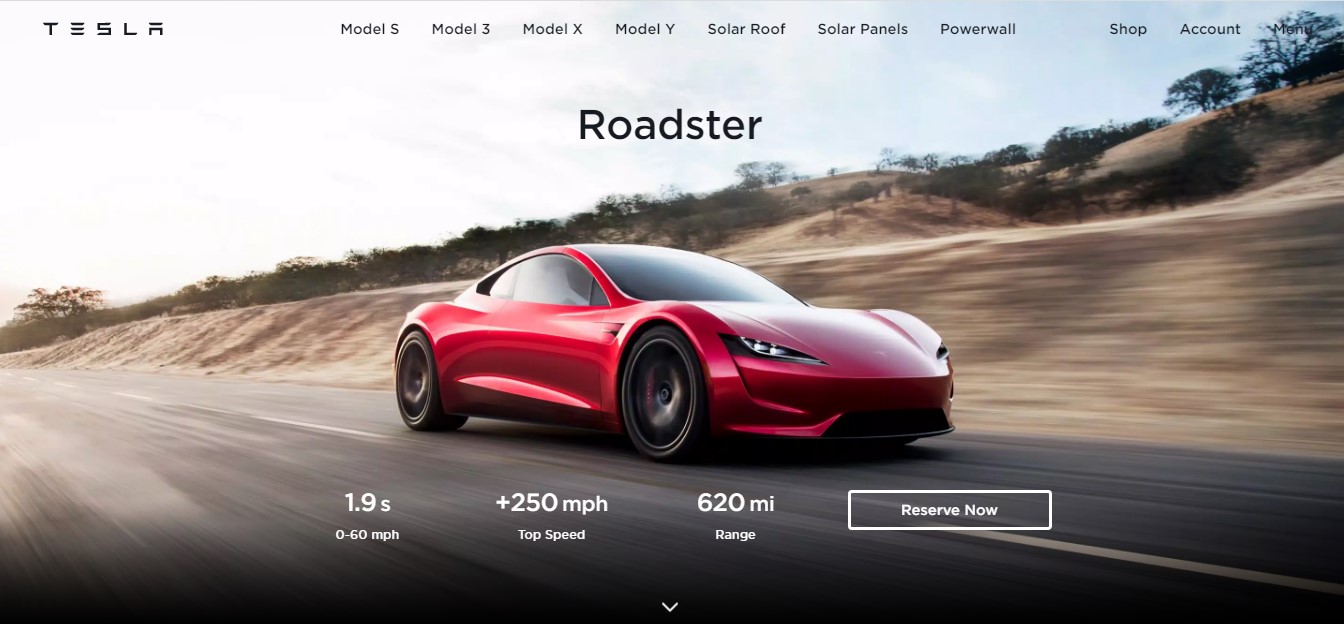 TESLA Model S Model 3 Model X Model Y Solar Roof Solar Panels Powerwall Shop Account Menu
Roadster
1.9 s +250 mph 620 mi Reserve Now
0-60 mph Top Speed Range